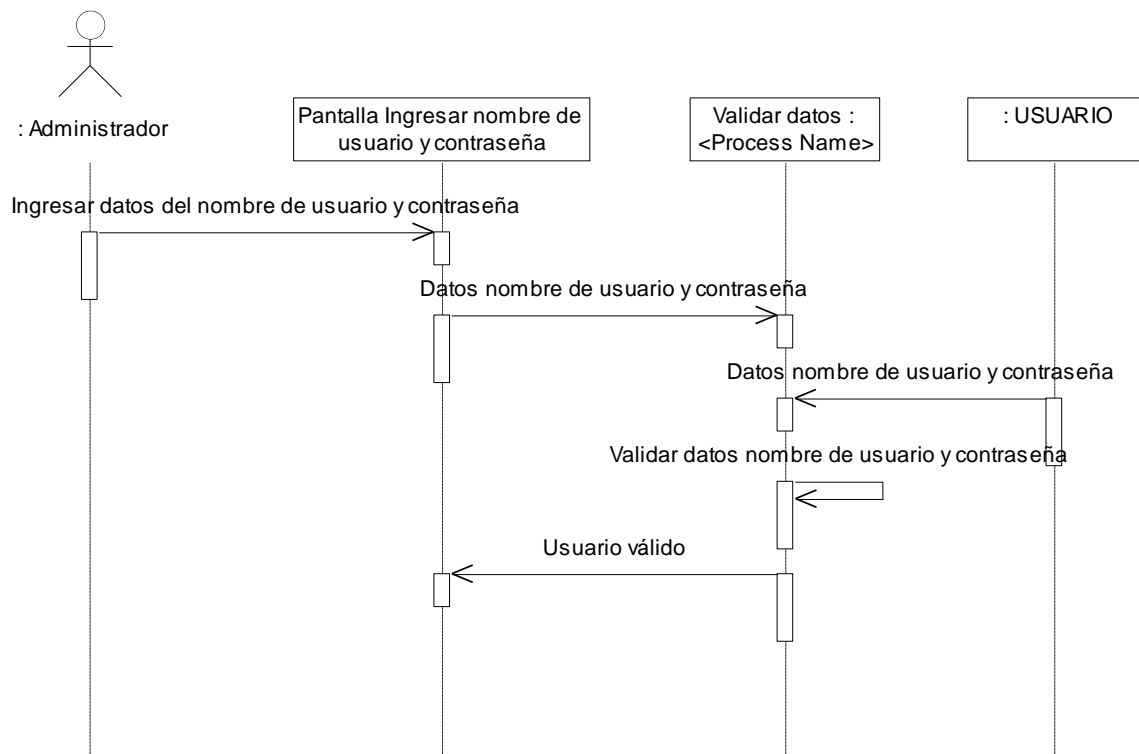 : Administrador
Pantalla Ingresar nombre de
usuario y contraseña
Validar datos :
<Process Name>
: USUARIO
Ingresar datos del nombre de usuario y contraseña
Datos nombre de usuario y contraseña
Datos nombre de usuario y contraseña
Validar datos nombre de usuario y contraseña
Usuario válido